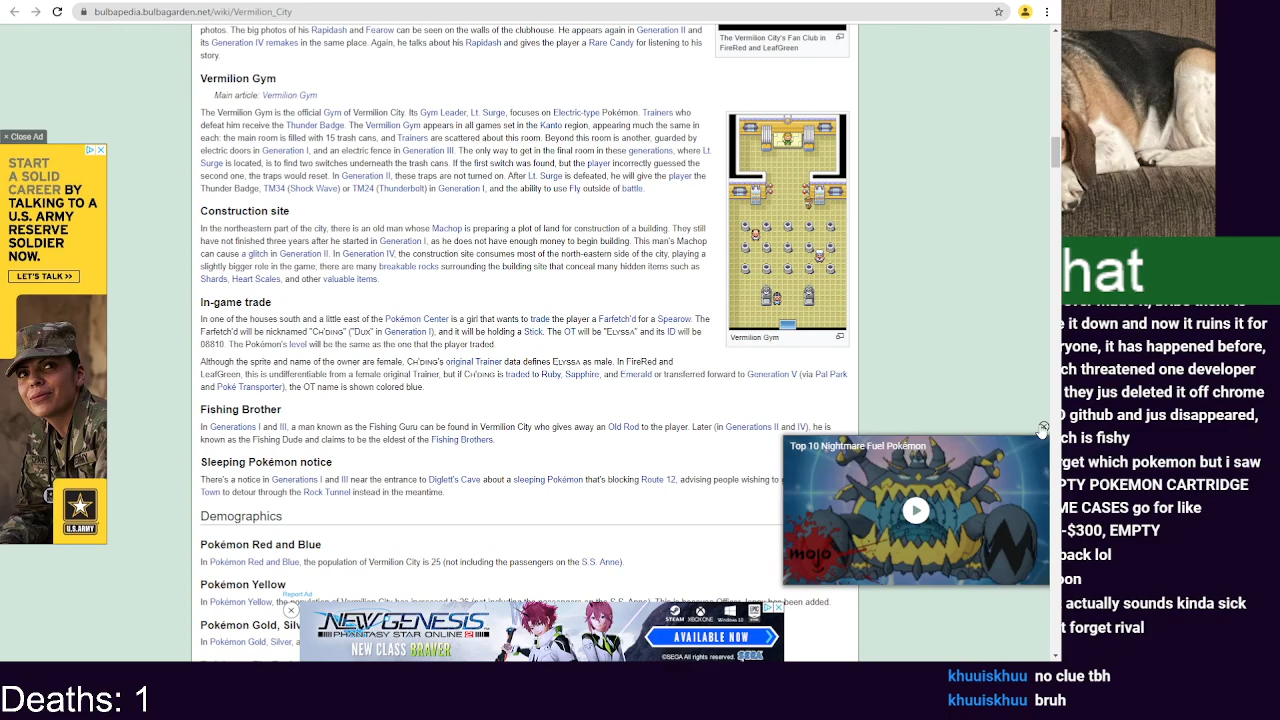 bulbapedia.bulbagarden.net/wiki/Vermilion_City
photos. The big photos of his Rapidash and Fearow can be seen on the walls of the clubhouse. He appears again in Generation II and
its Generation IV remakes in the same place. Again, he talks about his Rapidash and gives the player a Rare Candy for listening to his
story.
The Vermilion City's Fan Club in
FireRed and LeafGreen
Vermilion Gym
Main article: Vermilion Gym
The Vermilion Gym is the official Gym of Vermilion City. Its Gym Leader, Lt. Surge, focuses on Electric-type Pokémon. Trainers who
defeat him receive the Thunder Badge. The Vermilion Gym appears in all games set in the Kanto region, appearing much the same in
each: the main room is filled with 15 trash cans, and Trainers are scattered about this room. Beyond this room is another, guarded by
electric doors in Generation I, and an electric fence in Generation III. The only way to get in the final room in these generations, where Lt.
Surge is located, is to find two switches underneath the trash cans. If the first switch was found, but the player incorrectly guessed the
second one, the traps would reset. In Generation II, these traps are not turned on. After Lt. Surge is defeated, he will give the player the
Thunder Badge, TM34 (Shock Wave) or TM24 (Thunderbolt) in Generation I, and the ability to use Fly outside of battle.
Vermilion Gym
Construction site
In the northeastern part of the city, there is an old man whose Machop is preparing a plot of land for construction of a building. They still
have not finished three years after he started in Generation I, as he does not have enough money to begin building. This man's Machop
can cause a glitch in Generation II. In Generation IV, the construction site consumes most of the north-eastern side of the city, playing a
slightly bigger role in the game; there are many breakable rocks surrounding the building site that conceal many hidden items such as
Shards, Heart Scales, and other valuable items.
In-game trade
In one of the houses south and a little east of the Pokémon Center is a girl that wants to trade the player a Farfetch'd for a Spearow. The
Farfetch'd will be nicknamed "CH'DING" ("DUX" in Generation I), and it will be holding a Stick. The OT will be "ELYSSA" and its ID will be
08810. The Pokémon's level will be the same as the one that the player traded.
Although the sprite and name of the owner are female, CH'DING's original Trainer data defines ELYSSA as male. In FireRed and
LeafGreen, this is undifferentiable from a female original Trainer, but if CH'DING is traded to Ruby, Sapphire, and Emerald or transferred forward to Generation V (via Pal Park
and Poké Transporter), the OT name is shown colored blue.
Fishing Brother
In Generations I and III, a man known as the Fishing Guru can be found in Vermilion City who gives away an Old Rod to the player. Later (in Generations II and IV), he is
known as the Fishing Dude and claims to be the eldest of the Fishing Brothers.
Sleeping Pokémon notice
There's a notice in Generations I and III near the entrance to Diglett's Cave about a sleeping Pokémon that's blocking Route 12, advising people wishing to
Town to detour through the Rock Tunnel instead in the meantime.
Demographics
Pokémon Red and Blue
In Pokémon Red and Blue, the population of Vermilion City is 25 (not including the passengers on the S.S. Anne).
Pokémon Yellow
In Pokémon Yellow, the population of Vermilion City has increased to 26 (not including the passengers on the S.S. Anne). This is because Officer Jenny has been added.
Pokémon Gold, Silv
In Pokémon Gold, Silver, a
× Close Ad
START
A SOLID
CAREER BY
TALKING TO A
U.S. ARMY
RESERVE
SOLDIER
NOW.
LET'S TALK >>
U.S.ARMY
Top 10 Nightmare Fuel Pokémon
mojo
Report Ad
NEW GENESIS
PHANTASY STAR ONLINE 2
NEW CLASS BRAVER
STEAM XBOX ONE Windows 10
EPIC GAMES
AVAILABLE NOW
©SEGA All rights reserved. SEGA
hat
e it down and now it ruins it for
ryone, it has happened before,
ch threatened one developer
they jus deleted it off chrome
github and just disappeared,
ch is fishy
rget which pokemon but i saw
PTY POKEMON CARTRIDGE
ME CASES go for like
-$300, EMPTY
back lol
on
actually sounds kinda sick
t forget rival
khuuiskhuu no clue tbh
khuuiskhuu bruh
Deaths: 1